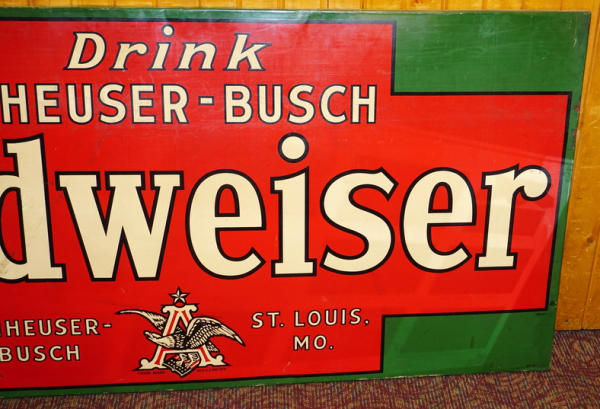 Drink
HEUSER-BUSCH
dweiser
HEUSER-
BUSCH
ST. LOUIS,
MO.